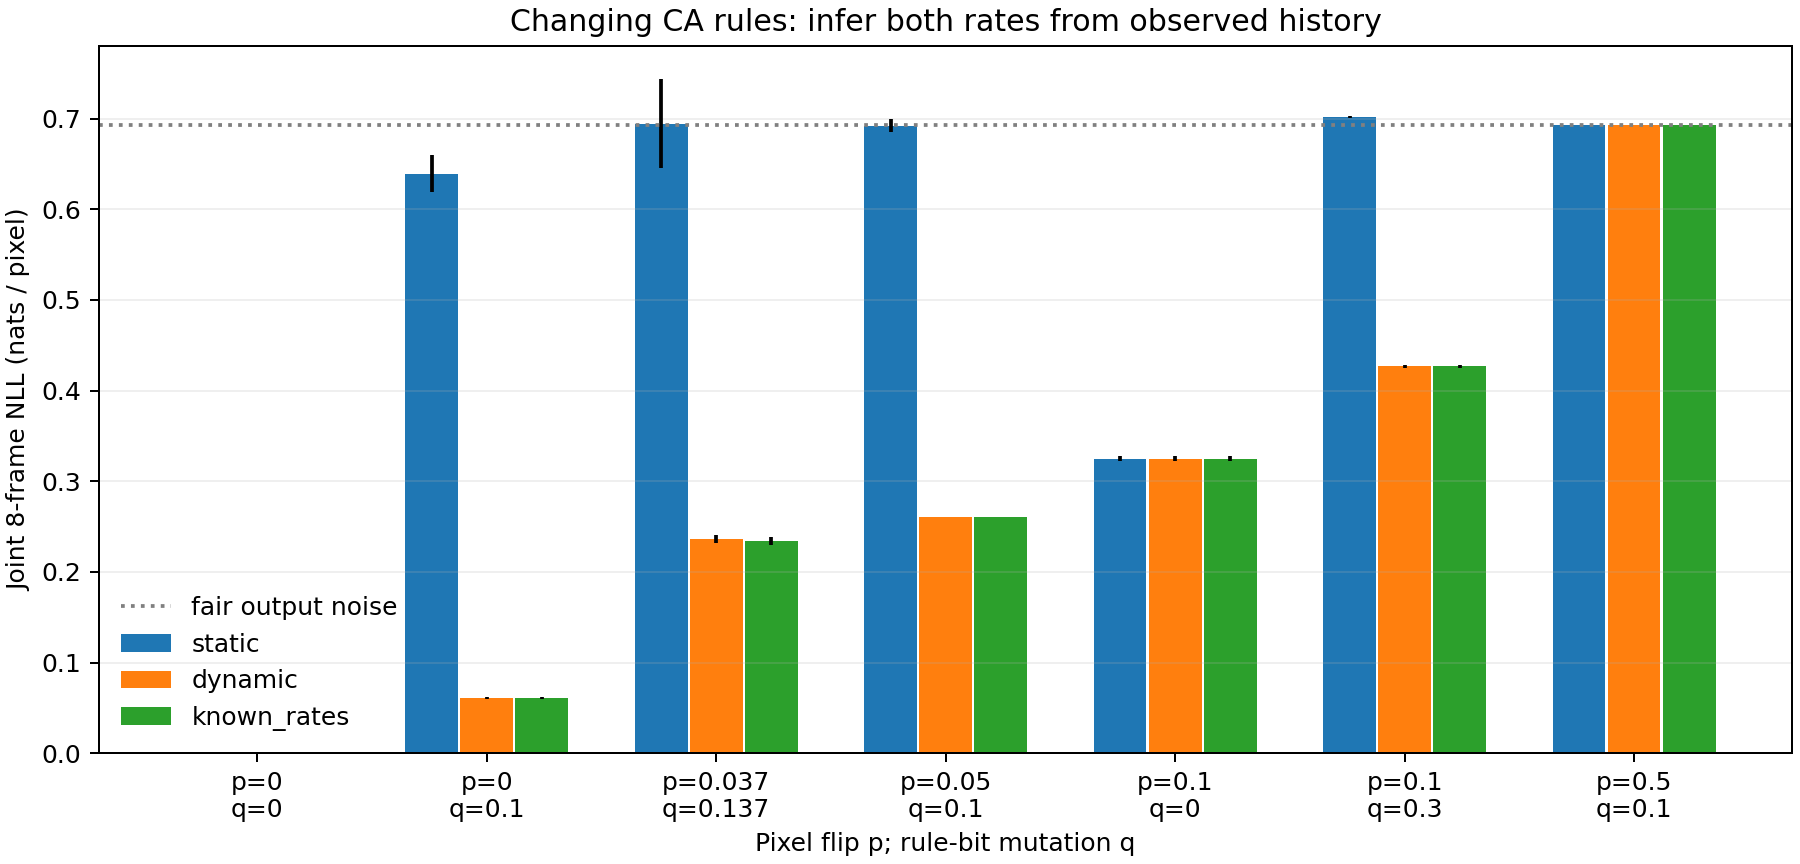 Changing CA rules: infer both rates from observed history
Joint 8-frame NLL (nats / pixel)
0.7
0.6
0.5
0.4
0.3
0.2
0.1
0.0
fair output noise
static
dynamic
known_rates
p=0
q=0
p=0
q=0.1
p=0.037
q=0.137
p=0.05
q=0.1
p=0.1
q=0
p=0.1
q=0.3
p=0.5
q=0.1
Pixel flip p; rule-bit mutation q